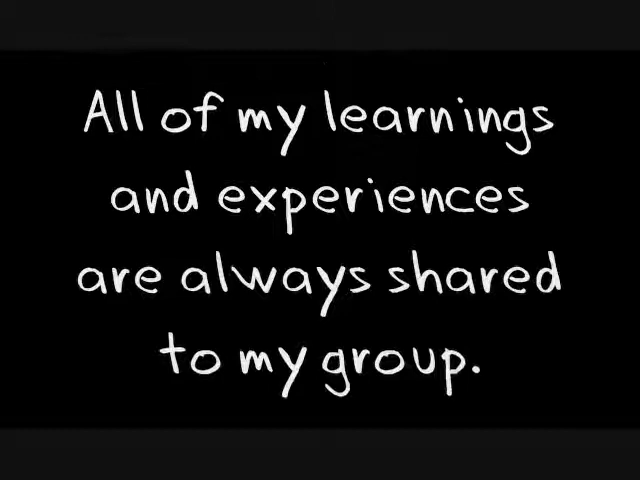 All of my learnings
and experiences
are always shared
to my group.